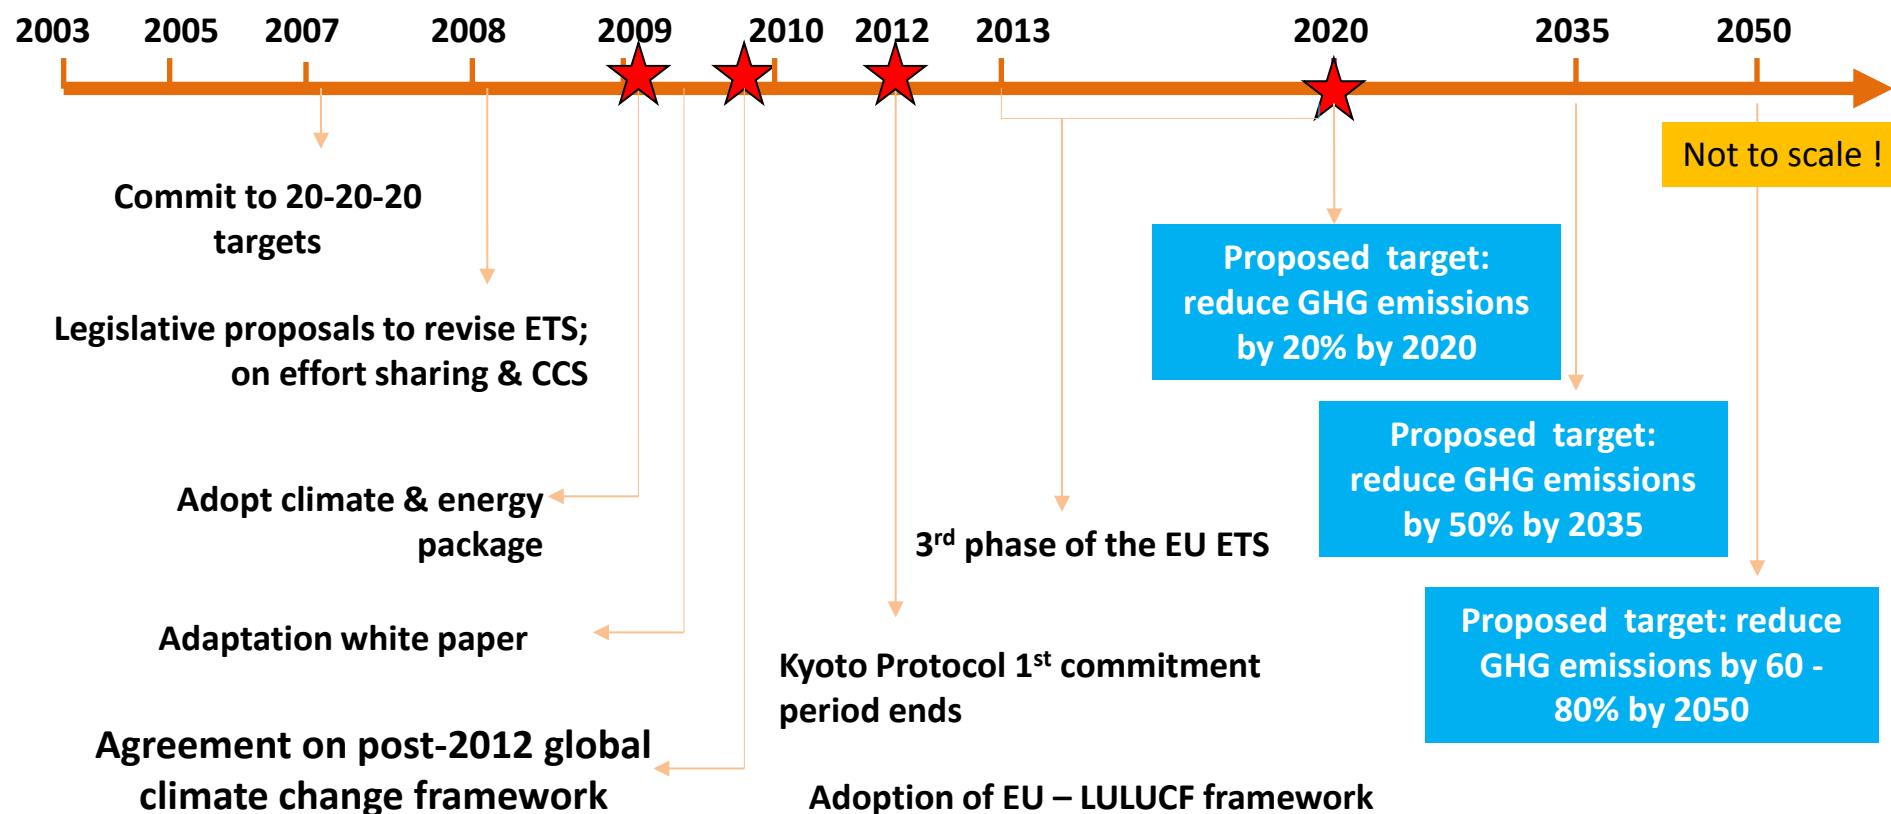 2003 2005 2007 2008 2009 2010 2012 2013 2020 2035 2050
Not to scale !
Commit to 20-20-20
targets
Legislative proposals to revise ETS;
on effort sharing & CCS
Adopt climate & energy
package
Adaptation white paper
Agreement on post-2012 global
climate change framework
Kyoto Protocol 1st commitment
period ends
Adoption of EU – LULUCF framework
3rd phase of the EU ETS
Proposed target:
reduce GHG emissions
by 20% by 2020
Proposed target:
reduce GHG emissions
by 50% by 2035
Proposed target: reduce
GHG emissions by 60 -
80% by 2050